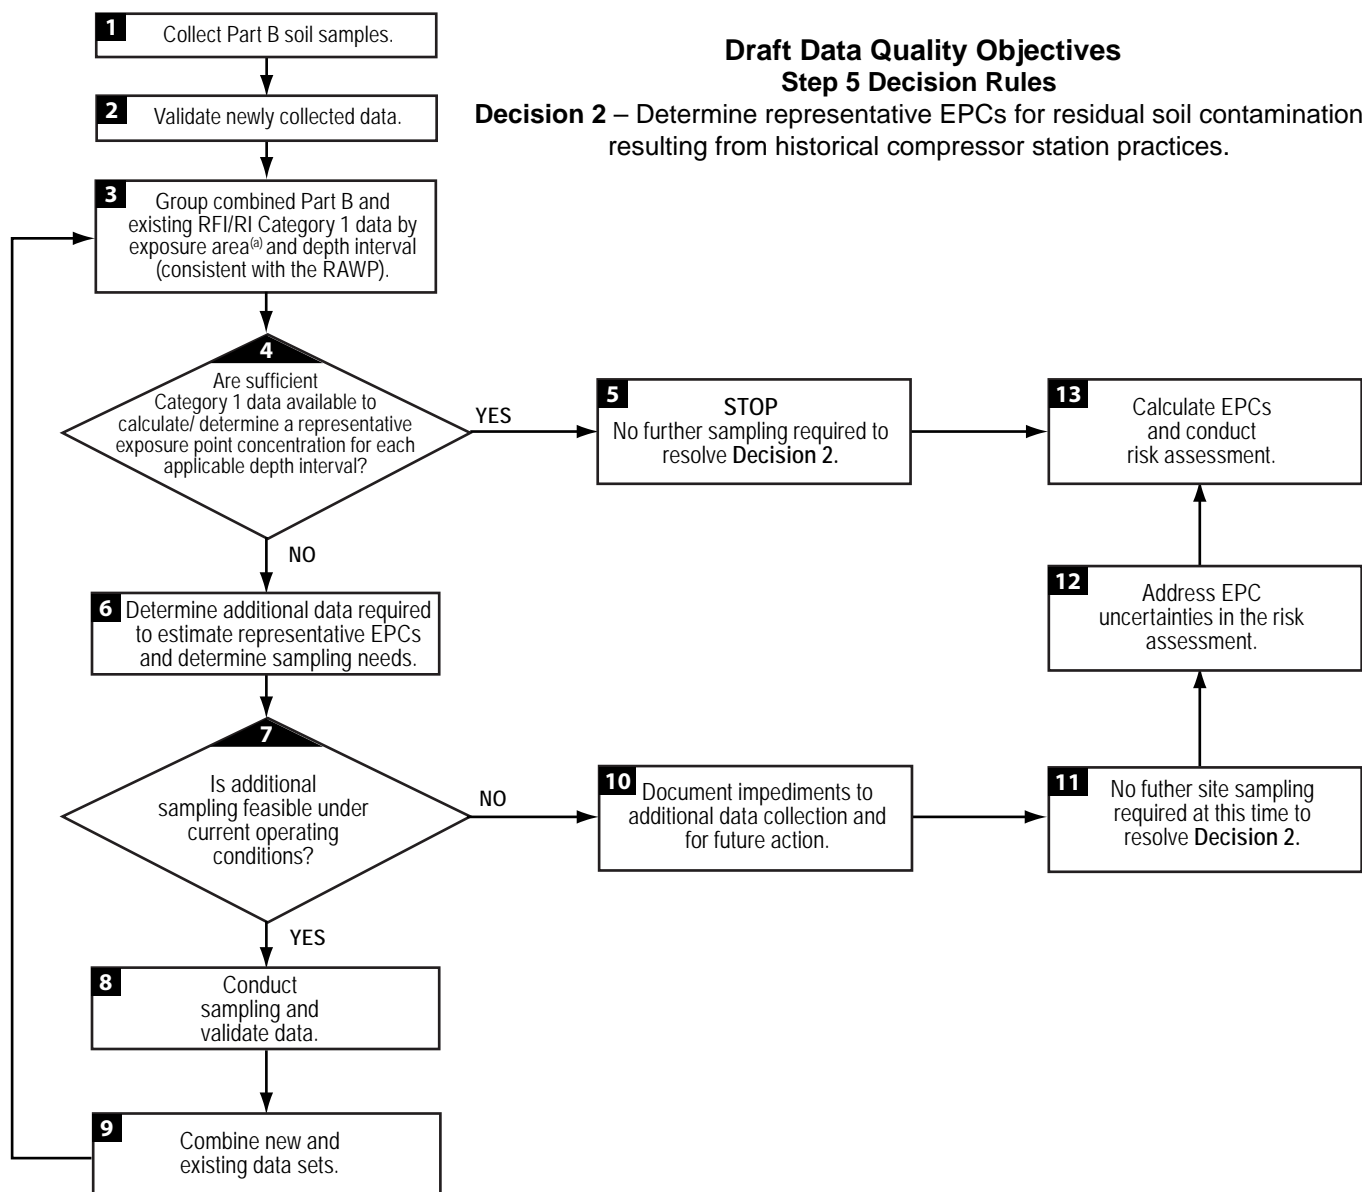 Draft Data Quality Objectives
Step 5 Decision Rules
Decision 2 – Determine representative EPCs for residual soil contamination
resulting from historical compressor station practices.
1
Collect Part B soil samples.
2
Validate newly collected data.
3
Group combined Part B and
existing RFI/RI Category 1 data by
exposure area(a) and depth interval
(consistent with the RAWP).
4
Are sufficient
Category 1 data available to
calculate/ determine a representative
exposure point concentration for each
applicable depth interval?
YES
5
STOP
No further sampling required to
resolve Decision 2.
13
Calculate EPCs
and conduct
risk assessment.
NO
6
Determine additional data required
to estimate representative EPCs
and determine sampling needs.
12
Address EPC
uncertainties in the risk
assessment.
7
Is additional
sampling feasible under
current operating
conditions?
NO
10
Document impediments to
additional data collection and
for future action.
11
No futher site sampling
required at this time to
resolve Decision 2.
YES
8
Conduct
sampling and
validate data.
9
Combine new and
existing data sets.